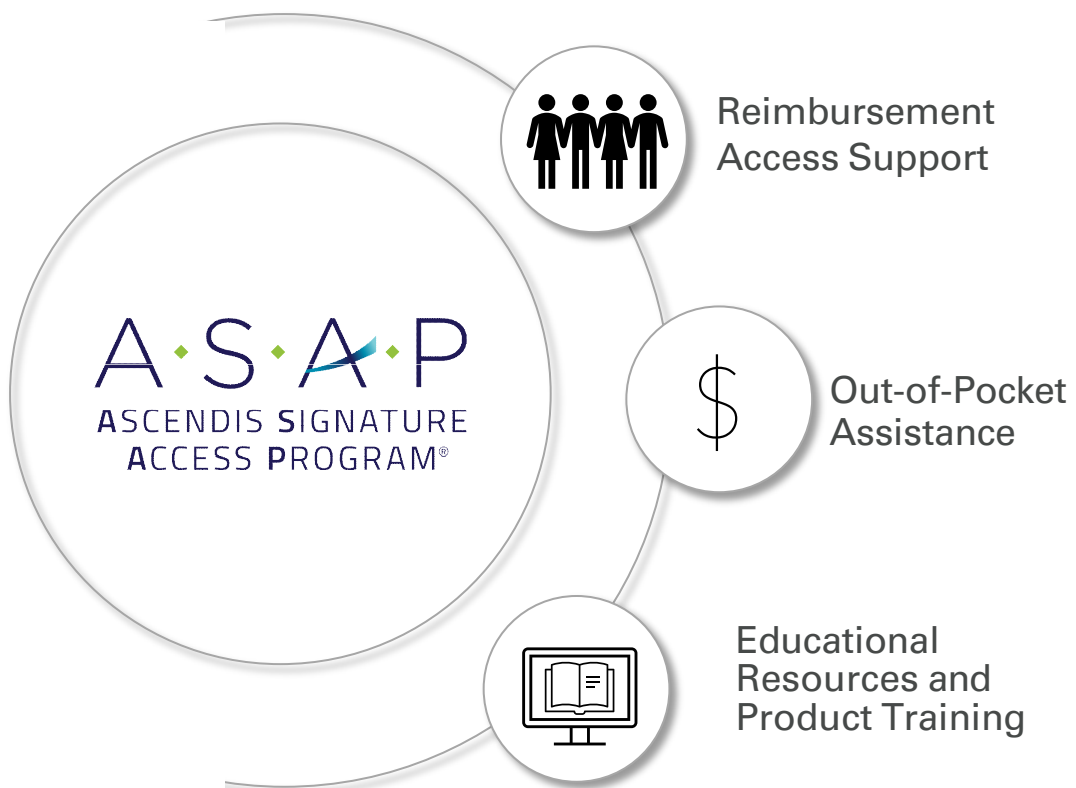 A·S·A·P
ASCENDIS SIGNATURE
ACCESS PROGRAM®
Reimbursement
Access Support
$
Out-of-Pocket
Assistance
Educational
Resources and
Product Training